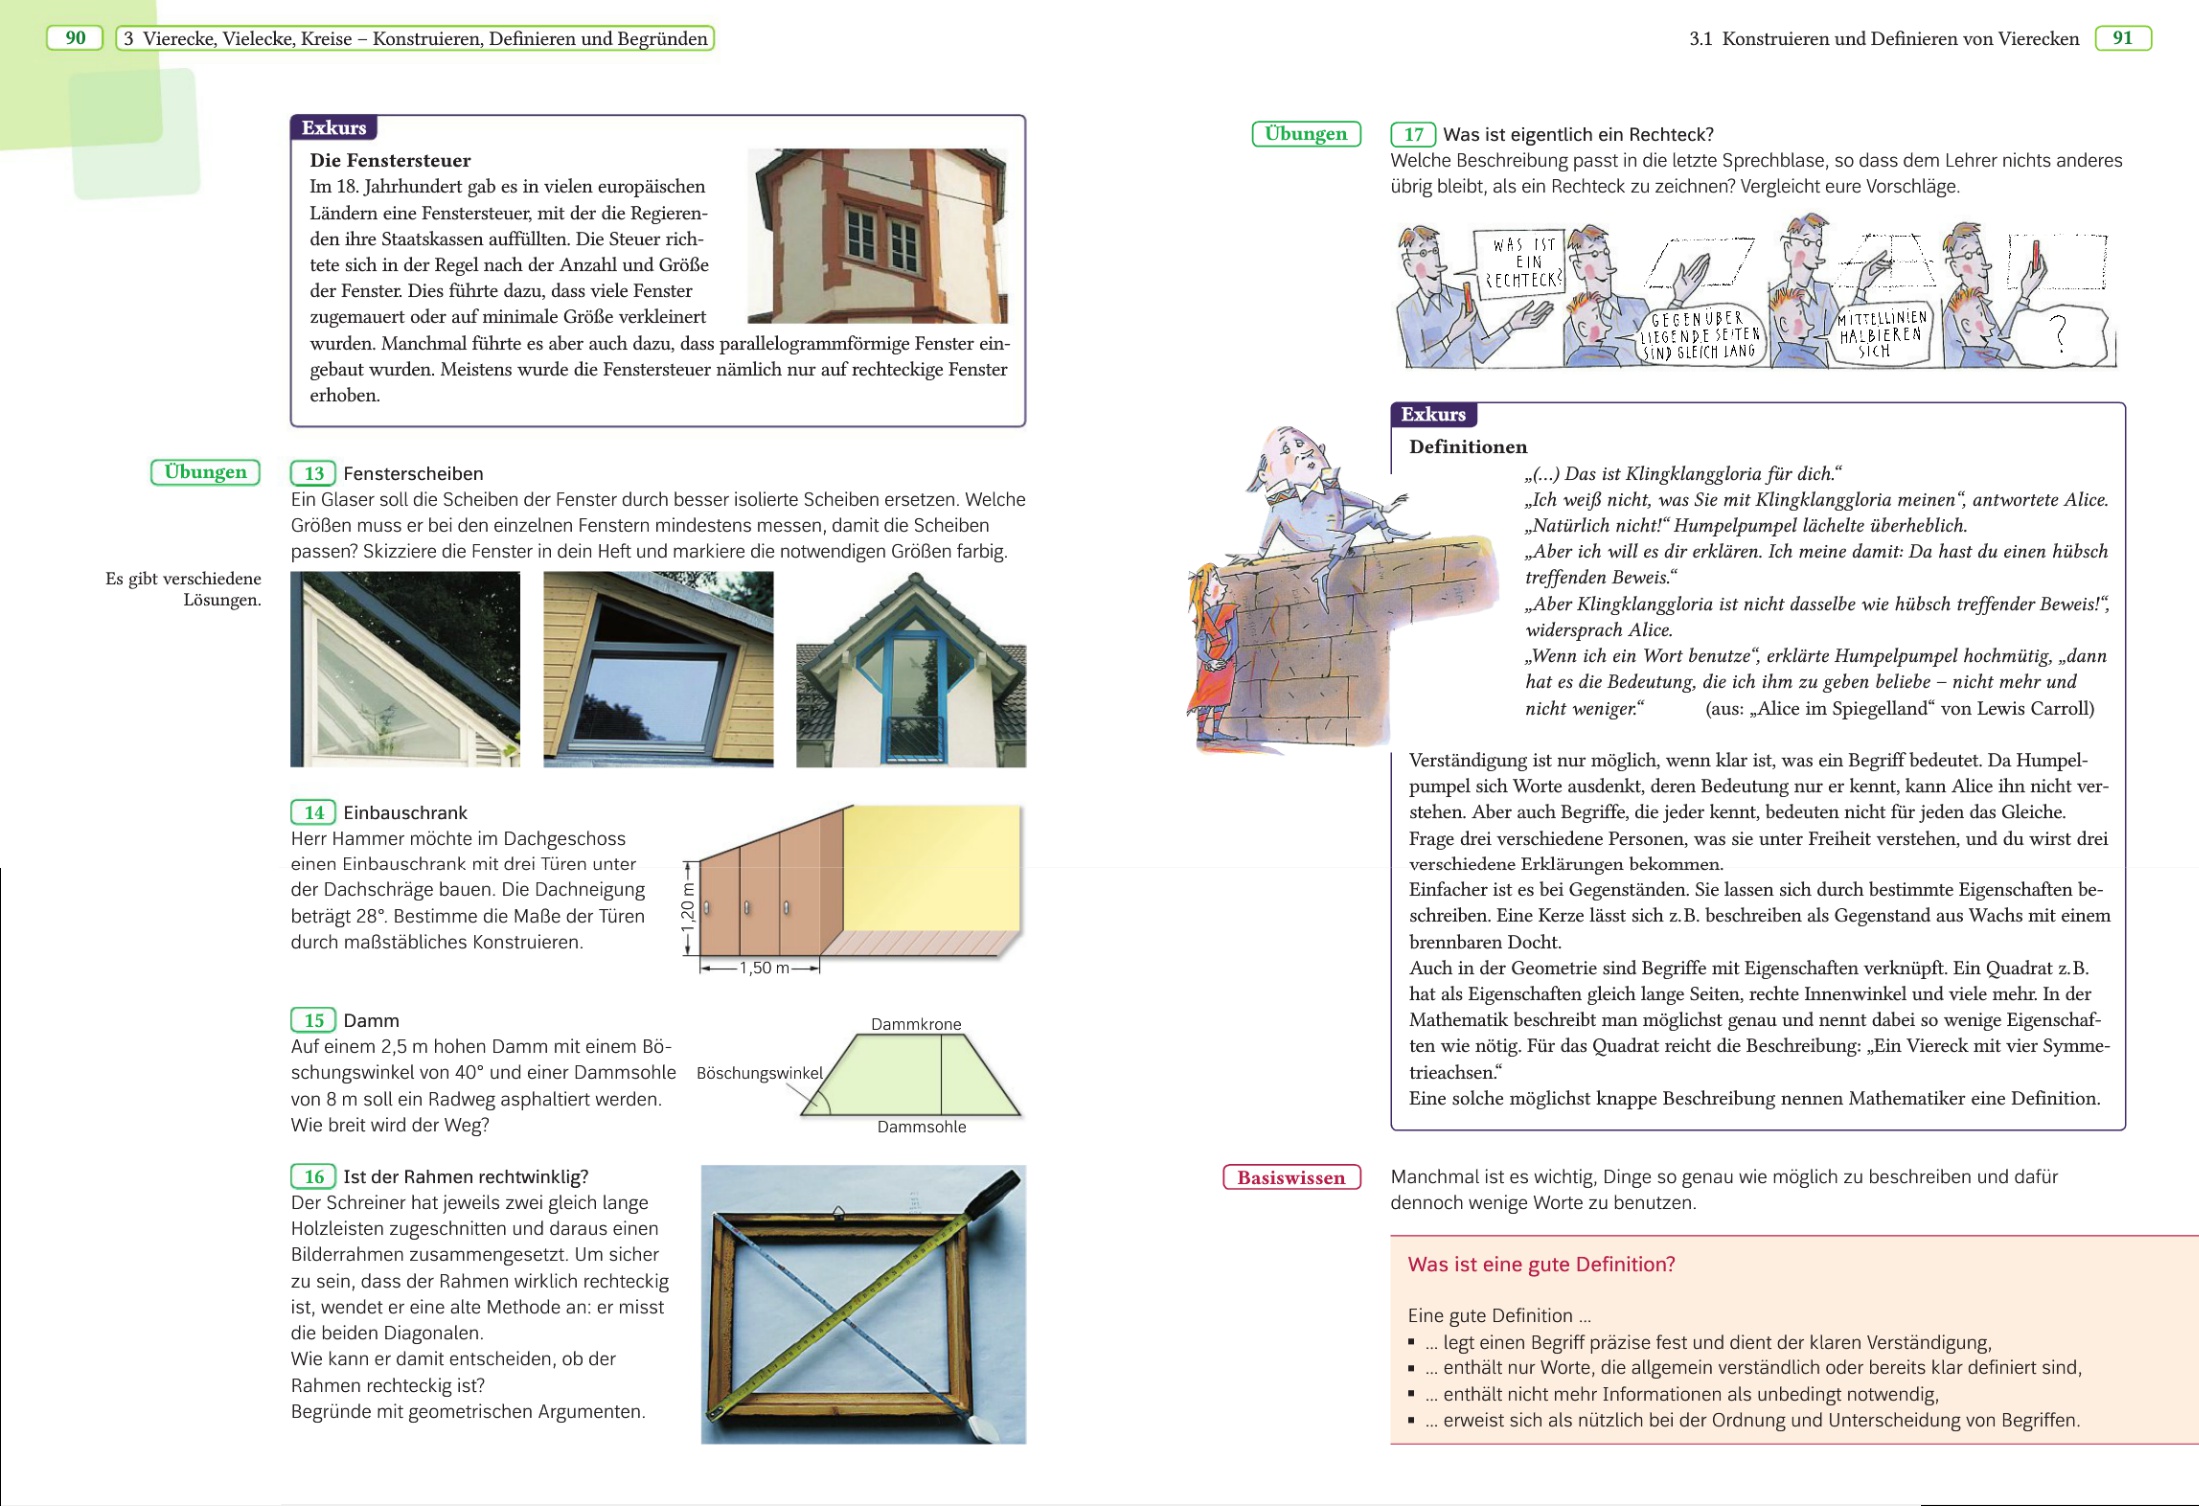 90
3 Vierecke, Vielecke, Kreise – Konstruieren, Definieren und Begründen
Exkurs
Die Fenstersteuer
Im 18. Jahrhundert gab es in vielen europäischen
Ländern eine Fenstersteuer, mit der die Regieren-
den ihre Staatskassen auffüllten. Die Steuer rich-
tete sich in der Regel nach der Anzahl und Größe
der Fenster. Dies führte dazu, dass viele Fenster
zugemauert oder auf minimale Größe verkleinert
wurden. Manchmal führte es aber auch dazu, dass parallelogrammförmige Fenster ein-
gebaut wurden. Meistens wurde die Fenstersteuer nämlich nur auf rechteckige Fenster
erhoben.
Übungen
13 Fensterscheiben
Ein Glaser soll die Scheiben der Fenster durch besser isolierte Scheiben ersetzen. Welche
Größen muss er bei den einzelnen Fenstern mindestens messen, damit die Scheiben
passen? Skizziere die Fenster in dein Heft und markiere die notwendigen Größen farbig.
Es gibt verschiedene
Lösungen.
14 Einbauschrank
Herr Hammer möchte im Dachgeschoss
einen Einbauschrank mit drei Türen unter
der Dachschräge bauen. Die Dachneigung
beträgt 28°. Bestimme die Maße der Türen
durch maßstäbliches Konstruieren.
1,20 m
1,50 m
15 Damm
Auf einem 2,5 m hohen Damm mit einem Bö-
schungswinkel von 40° und einer Dammsohle
von 8 m soll ein Radweg asphaltiert werden.
Wie breit wird der Weg?
Dammkrone
Böschungswinkel
Dammsohle
16 Ist der Rahmen rechtwinklig?
Der Schreiner hat jeweils zwei gleich lange
Holzleisten zugeschnitten und daraus einen
Bilderrahmen zusammengesetzt. Um sicher
zu sein, dass der Rahmen wirklich rechteckig
ist, wendet er eine alte Methode an: er misst
die beiden Diagonalen.
Wie kann er damit entscheiden, ob der
Rahmen rechteckig ist?
Begründe mit geometrischen Argumenten.
3.1 Konstruieren und Definieren von Vierecken
91
Übungen
17 Was ist eigentlich ein Rechteck?
Welche Beschreibung passt in die letzte Sprechblase, so dass dem Lehrer nichts anderes
übrig bleibt, als ein Rechteck zu zeichnen? Vergleicht eure Vorschläge.
WAS IST
EIN
RECHTECK?
GEGENÜBER
LIEGENDE SEITEN
SIND GLEICH LANG
MITTELLINIEN
HALBIEREN
SICH
?
Exkurs
Definitionen
„(...) Das ist Klingklanggloria für dich.“
„Ich weiß nicht, was Sie mit Klingklanggloria meinen“, antwortete Alice.
„Natürlich nicht!“ Humpelpumpel lächelte überheblich.
„Aber ich will es dir erklären. Ich meine damit: Da hast du einen hübsch
treffenden Beweis.“
„Aber Klingklanggloria ist nicht dasselbe wie hübsch treffender Beweis!“,
widersprach Alice.
„Wenn ich ein Wort benutze“, erklärte Humpelpumpel hochmütig, „dann
hat es die Bedeutung, die ich ihm zu geben beliebe – nicht mehr und
nicht weniger.“ (aus: „Alice im Spiegelland“ von Lewis Carroll)
Verständigung ist nur möglich, wenn klar ist, was ein Begriff bedeutet. Da Humpel-
pumpel sich Worte ausdenkt, deren Bedeutung nur er kennt, kann Alice ihn nicht ver-
stehen. Aber auch Begriffe, die jeder kennt, bedeuten nicht für jeden das Gleiche.
Frage drei verschiedene Personen, was sie unter Freiheit verstehen, und du wirst drei
verschiedene Erklärungen bekommen.
Einfacher ist es bei Gegenständen. Sie lassen sich durch bestimmte Eigenschaften be-
schreiben. Eine Kerze lässt sich z.B. beschreiben als Gegenstand aus Wachs mit einem
brennbaren Docht.
Auch in der Geometrie sind Begriffe mit Eigenschaften verknüpft. Ein Quadrat z.B.
hat als Eigenschaften gleich lange Seiten, rechte Innenwinkel und viele mehr. In der
Mathematik beschreibt man möglichst genau und nennt dabei so wenige Eigenschaf-
ten wie nötig. Für das Quadrat reicht die Beschreibung: „Ein Viereck mit vier Symme-
trieachsen.“
Eine solche möglichst knappe Beschreibung nennen Mathematiker eine Definition.
Basiswissen
Manchmal ist es wichtig, Dinge so genau wie möglich zu beschreiben und dafür
dennoch wenige Worte zu benutzen.
Was ist eine gute Definition?
Eine gute Definition ...
▪ ... legt einen Begriff präzise fest und dient der klaren Verständigung,
▪ ... enthält nur Worte, die allgemein verständlich oder bereits klar definiert sind,
▪ ... enthält nicht mehr Informationen als unbedingt notwendig,
▪ ... erweist sich als nützlich bei der Ordnung und Unterscheidung von Begriffen.